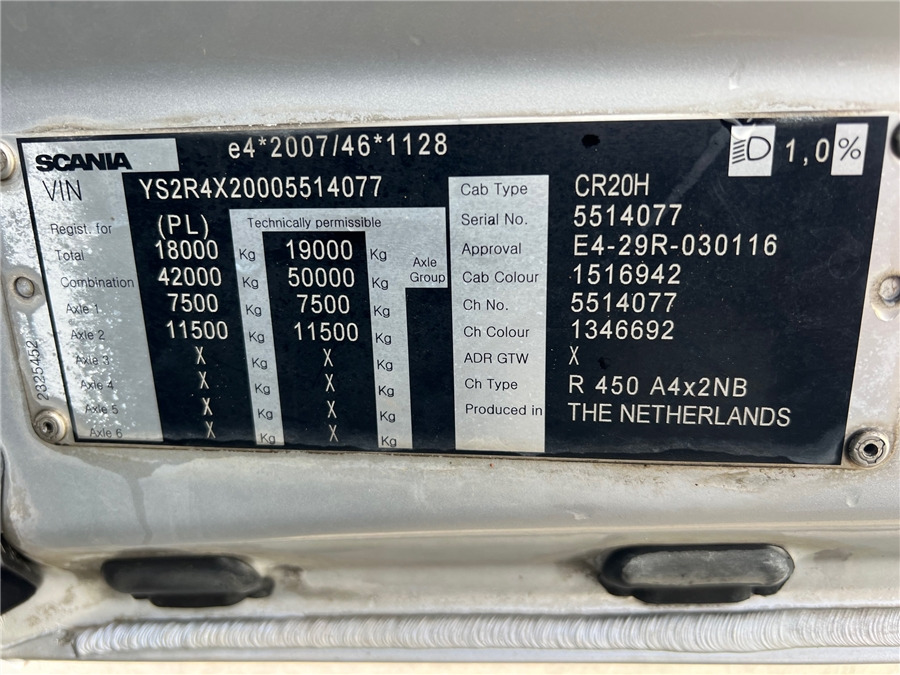 SCANIA e4*2007/46*1128 1,0%
VIN YS2R4X20005514077
Regist. for (PL) Technically permissible
Total 18000 Kg 19000 Kg
Combination 42000 Kg 50000 Kg
Axle Group
Axle 1 7500 Kg 7500 Kg
Axle 2 11500 Kg 11500 Kg
Axle 3 X Kg X Kg
Axle 4 X Kg X Kg
Axle 5 X Kg X Kg
Axle 6 X Kg X Kg
2325452
Cab Type CR20H
Serial No. 5514077
Approval E4-29R-030116
Cab Colour 1516942
Ch No. 5514077
Ch Colour 1346692
ADR GTW X
Ch Type R 450 A4x2NB
Produced in THE NETHERLANDS